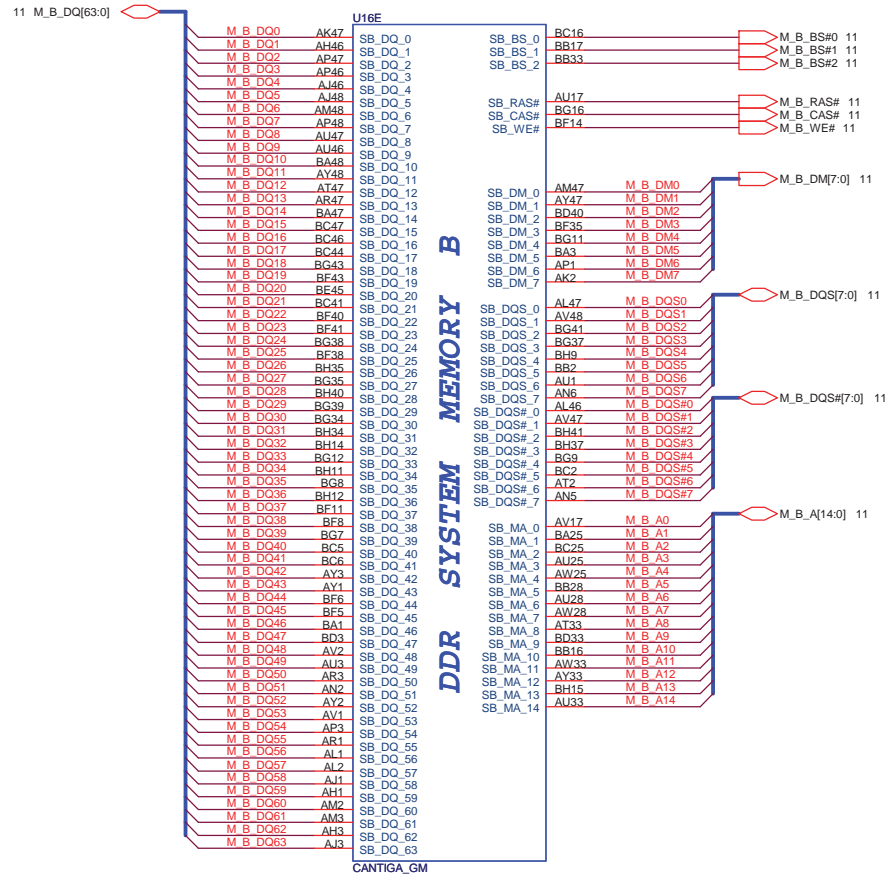 11 M_B_DQ[63:0]
U16E
M_B_DQ0 AK47 SB_DQ_0
M_B_DQ1 AH46 SB_DQ_1
M_B_DQ2 AP47 SB_DQ_2
M_B_DQ3 AP46 SB_DQ_3
M_B_DQ4 AJ46 SB_DQ_4
M_B_DQ5 AJ48 SB_DQ_5
M_B_DQ6 AM48 SB_DQ_6
M_B_DQ7 AP48 SB_DQ_7
M_B_DQ8 AU47 SB_DQ_8
M_B_DQ9 AU46 SB_DQ_9
M_B_DQ10 BA48 SB_DQ_10
M_B_DQ11 AY48 SB_DQ_11
M_B_DQ12 AT47 SB_DQ_12
M_B_DQ13 AR47 SB_DQ_13
M_B_DQ14 BA47 SB_DQ_14
M_B_DQ15 BC47 SB_DQ_15
M_B_DQ16 BC46 SB_DQ_16
M_B_DQ17 BC44 SB_DQ_17
M_B_DQ18 BG43 SB_DQ_18
M_B_DQ19 BF43 SB_DQ_19
M_B_DQ20 BE45 SB_DQ_20
M_B_DQ21 BC41 SB_DQ_21
M_B_DQ22 BF40 SB_DQ_22
M_B_DQ23 BF41 SB_DQ_23
M_B_DQ24 BG38 SB_DQ_24
M_B_DQ25 BF38 SB_DQ_25
M_B_DQ26 BH35 SB_DQ_26
M_B_DQ27 BG35 SB_DQ_27
M_B_DQ28 BH40 SB_DQ_28
M_B_DQ29 BG39 SB_DQ_29
M_B_DQ30 BG34 SB_DQ_30
M_B_DQ31 BH34 SB_DQ_31
M_B_DQ32 BH14 SB_DQ_32
M_B_DQ33 BG12 SB_DQ_33
M_B_DQ34 BH11 SB_DQ_34
M_B_DQ35 BG8 SB_DQ_35
M_B_DQ36 BH12 SB_DQ_36
M_B_DQ37 BF11 SB_DQ_37
M_B_DQ38 BF8 SB_DQ_38
M_B_DQ39 BG7 SB_DQ_39
M_B_DQ40 BC5 SB_DQ_40
M_B_DQ41 BC6 SB_DQ_41
M_B_DQ42 AY3 SB_DQ_42
M_B_DQ43 AY1 SB_DQ_43
M_B_DQ44 BF6 SB_DQ_44
M_B_DQ45 BF5 SB_DQ_45
M_B_DQ46 BA1 SB_DQ_46
M_B_DQ47 BD3 SB_DQ_47
M_B_DQ48 AV2 SB_DQ_48
M_B_DQ49 AU3 SB_DQ_49
M_B_DQ50 AR3 SB_DQ_50
M_B_DQ51 AN2 SB_DQ_51
M_B_DQ52 AY2 SB_DQ_52
M_B_DQ53 AV1 SB_DQ_53
M_B_DQ54 AP3 SB_DQ_54
M_B_DQ55 AR1 SB_DQ_55
M_B_DQ56 AL1 SB_DQ_56
M_B_DQ57 AL2 SB_DQ_57
M_B_DQ58 AJ1 SB_DQ_58
M_B_DQ59 AH1 SB_DQ_59
M_B_DQ60 AM2 SB_DQ_60
M_B_DQ61 AM3 SB_DQ_61
M_B_DQ62 AH3 SB_DQ_62
M_B_DQ63 AJ3 SB_DQ_63
DDR SYSTEM MEMORY B
SB_BS_0 BC16 M_B_BS#0 11
SB_BS_1 BB17 M_B_BS#1 11
SB_BS_2 BB33 M_B_BS#2 11
SB_RAS# AU17 M_B_RAS# 11
SB_CAS# BG16 M_B_CAS# 11
SB_WE# BF14 M_B_WE# 11
M_B_DM[7:0] 11
SB_DM_0 AM47 M_B_DM0
SB_DM_1 AY47 M_B_DM1
SB_DM_2 BD40 M_B_DM2
SB_DM_3 BF35 M_B_DM3
SB_DM_4 BG11 M_B_DM4
SB_DM_5 BA3 M_B_DM5
SB_DM_6 AP1 M_B_DM6
SB_DM_7 AK2 M_B_DM7
M_B_DQS[7:0] 11
SB_DQS_0 AL47 M_B_DQS0
SB_DQS_1 AV48 M_B_DQS1
SB_DQS_2 BG41 M_B_DQS2
SB_DQS_3 BG37 M_B_DQS3
SB_DQS_4 BH9 M_B_DQS4
SB_DQS_5 BB2 M_B_DQS5
SB_DQS_6 AU1 M_B_DQS6
SB_DQS_7 AN6 M_B_DQS7
M_B_DQS#[7:0] 11
SB_DQS#_0 AL46 M_B_DQS#0
SB_DQS#_1 AV47 M_B_DQS#1
SB_DQS#_2 BH41 M_B_DQS#2
SB_DQS#_3 BH37 M_B_DQS#3
SB_DQS#_4 BG9 M_B_DQS#4
SB_DQS#_5 BC2 M_B_DQS#5
SB_DQS#_6 AT2 M_B_DQS#6
SB_DQS#_7 AN5 M_B_DQS#7
M_B_A[14:0] 11
SB_MA_0 AV17 M_B_A0
SB_MA_1 BA25 M_B_A1
SB_MA_2 BC25 M_B_A2
SB_MA_3 AU25 M_B_A3
SB_MA_4 AW25 M_B_A4
SB_MA_5 BB28 M_B_A5
SB_MA_6 AU28 M_B_A6
SB_MA_7 AW28 M_B_A7
SB_MA_8 AT33 M_B_A8
SB_MA_9 BD33 M_B_A9
SB_MA_10 BB16 M_B_A10
SB_MA_11 AW33 M_B_A11
SB_MA_12 AY33 M_B_A12
SB_MA_13 BH15 M_B_A13
SB_MA_14 AU33 M_B_A14
CANTIGA_GM